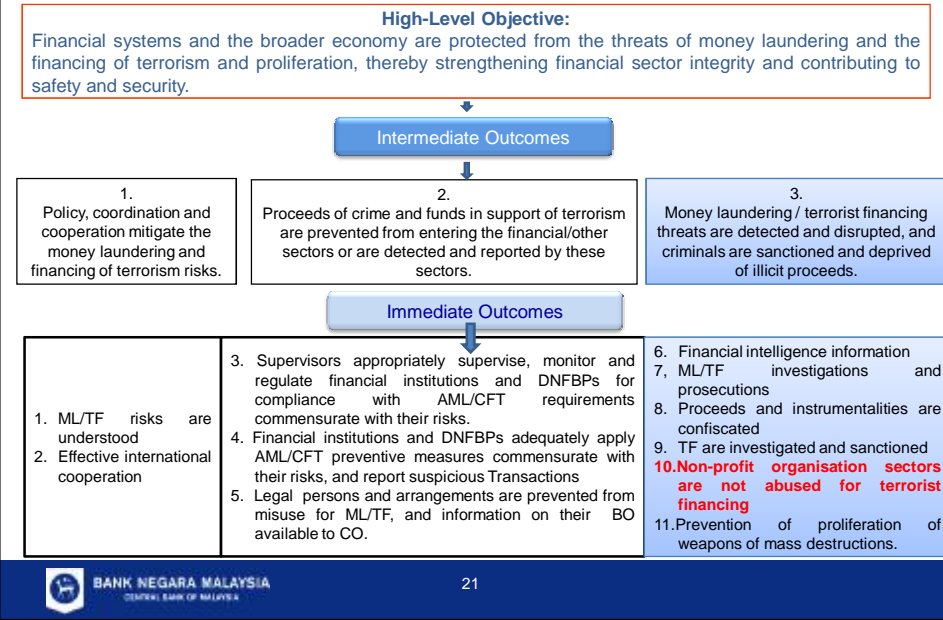 High-Level Objective:
Financial systems and the broader economy are protected from the threats of money laundering and the
financing of terrorism and proliferation, thereby strengthening financial sector integrity and contributing to
safety and security.
Intermediate Outcomes
1.
Policy, coordination and
cooperation mitigate the
money laundering and
financing of terrorism risks.
2.
Proceeds of crime and funds in support of terrorism
are prevented from entering the financial/other
sectors or are detected and reported by these
sectors.
3.
Money laundering / terrorist financing
threats are detected and disrupted, and
criminals are sanctioned and deprived
of illicit proceeds.
Immediate Outcomes
1. ML/TF risks are
understood
2. Effective international
cooperation
3. Supervisors appropriately supervise, monitor and
regulate financial institutions and DNFBPs for
compliance with AML/CFT requirements
commensurate with their risks.
4. Financial institutions and DNFBPs adequately apply
AML/CFT preventive measures commensurate with
their risks, and report suspicious Transactions
5. Legal persons and arrangements are prevented from
misuse for ML/TF, and information on their BO
available to CO.
6. Financial intelligence information
7, ML/TF investigations and
prosecutions
8. Proceeds and instrumentalities are
confiscated
9. TF are investigated and sanctioned
10.Non-profit organisation sectors
are not abused for terrorist
financing
11.Prevention of proliferation of
weapons of mass destructions.
BANK NEGARA MALAYSIA
CENTRAL BANK OF MALAYSIA
21